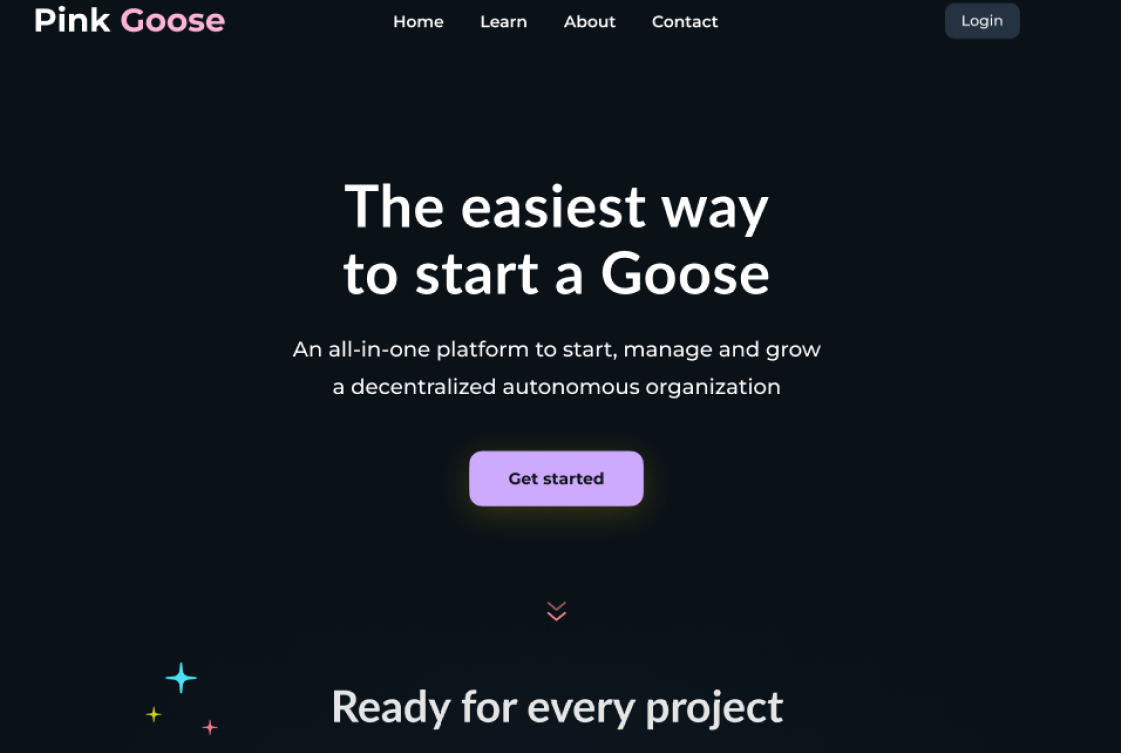 Pink Goose
Home
Learn
About
Contact
Login
The easiest way
to start a Goose
An all-in-one platform to start, manage and grow
a decentralized autonomous organization
Get started
Ready for every project